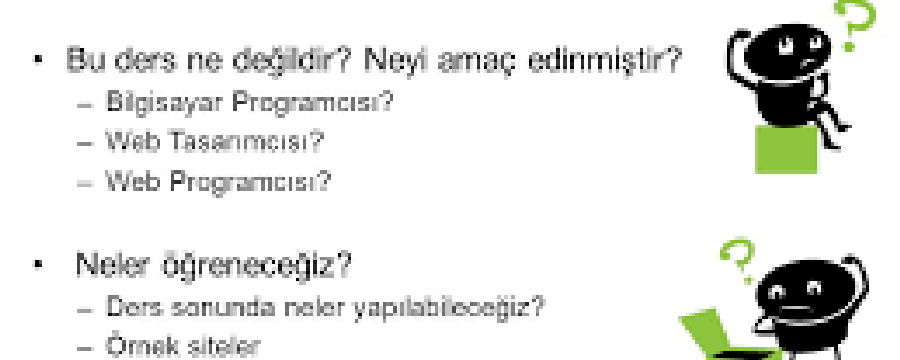 • Bu ders ne değildir? Neyi amaç edinmiştir?
– Bilgisayar Programcısı?
– Web Tasarımcısı?
– Web Programcısı?
• Neler öğreneceğiz?
– Ders sonunda neler yapılabileceğiz?
– Örnek siteler